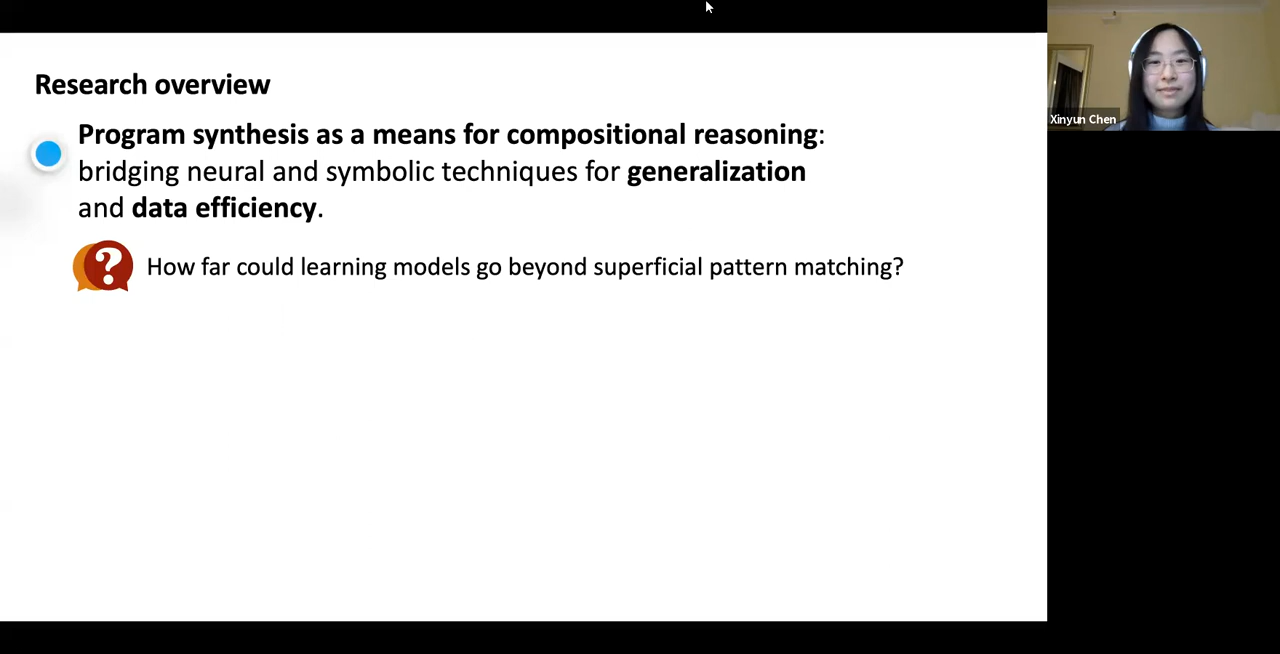 Research overview
Program synthesis as a means for compositional reasoning:
bridging neural and symbolic techniques for generalization
and data efficiency.
? How far could learning models go beyond superficial pattern matching?
Xinyun Chen